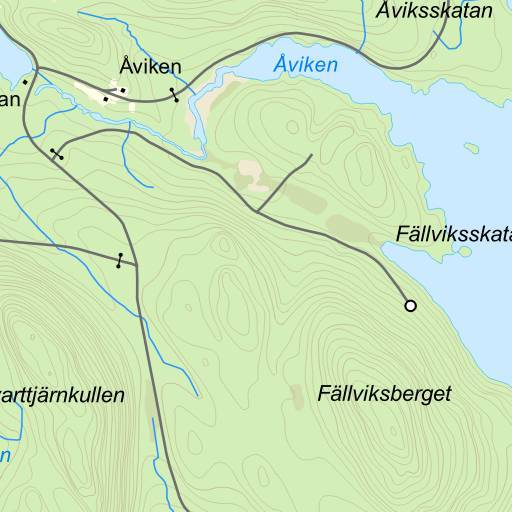 Åviksskatan
Åviken
Åviken
an
Fällviksskata
arttjärnkullen
Fällviksberget
n